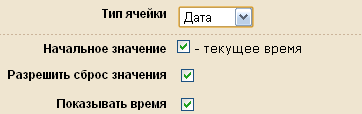 Тип ячейки Дата
Начальное значение - текущее время
Разрешить сброс значения
Показывать время